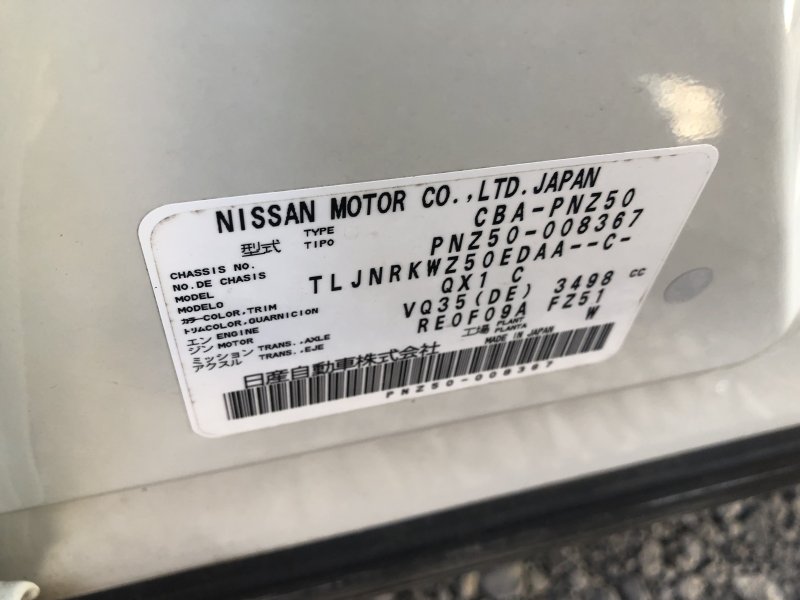 NISSAN MOTOR CO.,LTD.JAPAN
型式 TYPE TIPO CBA-PNZ50
CHASSIS NO. NO.DE CHASIS PNZ50-008367
MODEL MODELO TLJNRKWZ50EDAA--C-
カラー COLOR,TRIM トリムCOLOR,GUARNICION QX1 C
エンジン ENGINE MOTOR VQ35(DE) 3498 cc
ミッション アクスル TRANS.,AXLE TRANS.,EJE RE0F09A FZ51
工場 PLANTA PLANTA W
日産自動車株式会社 MADE IN JAPAN
PNZ50-008367